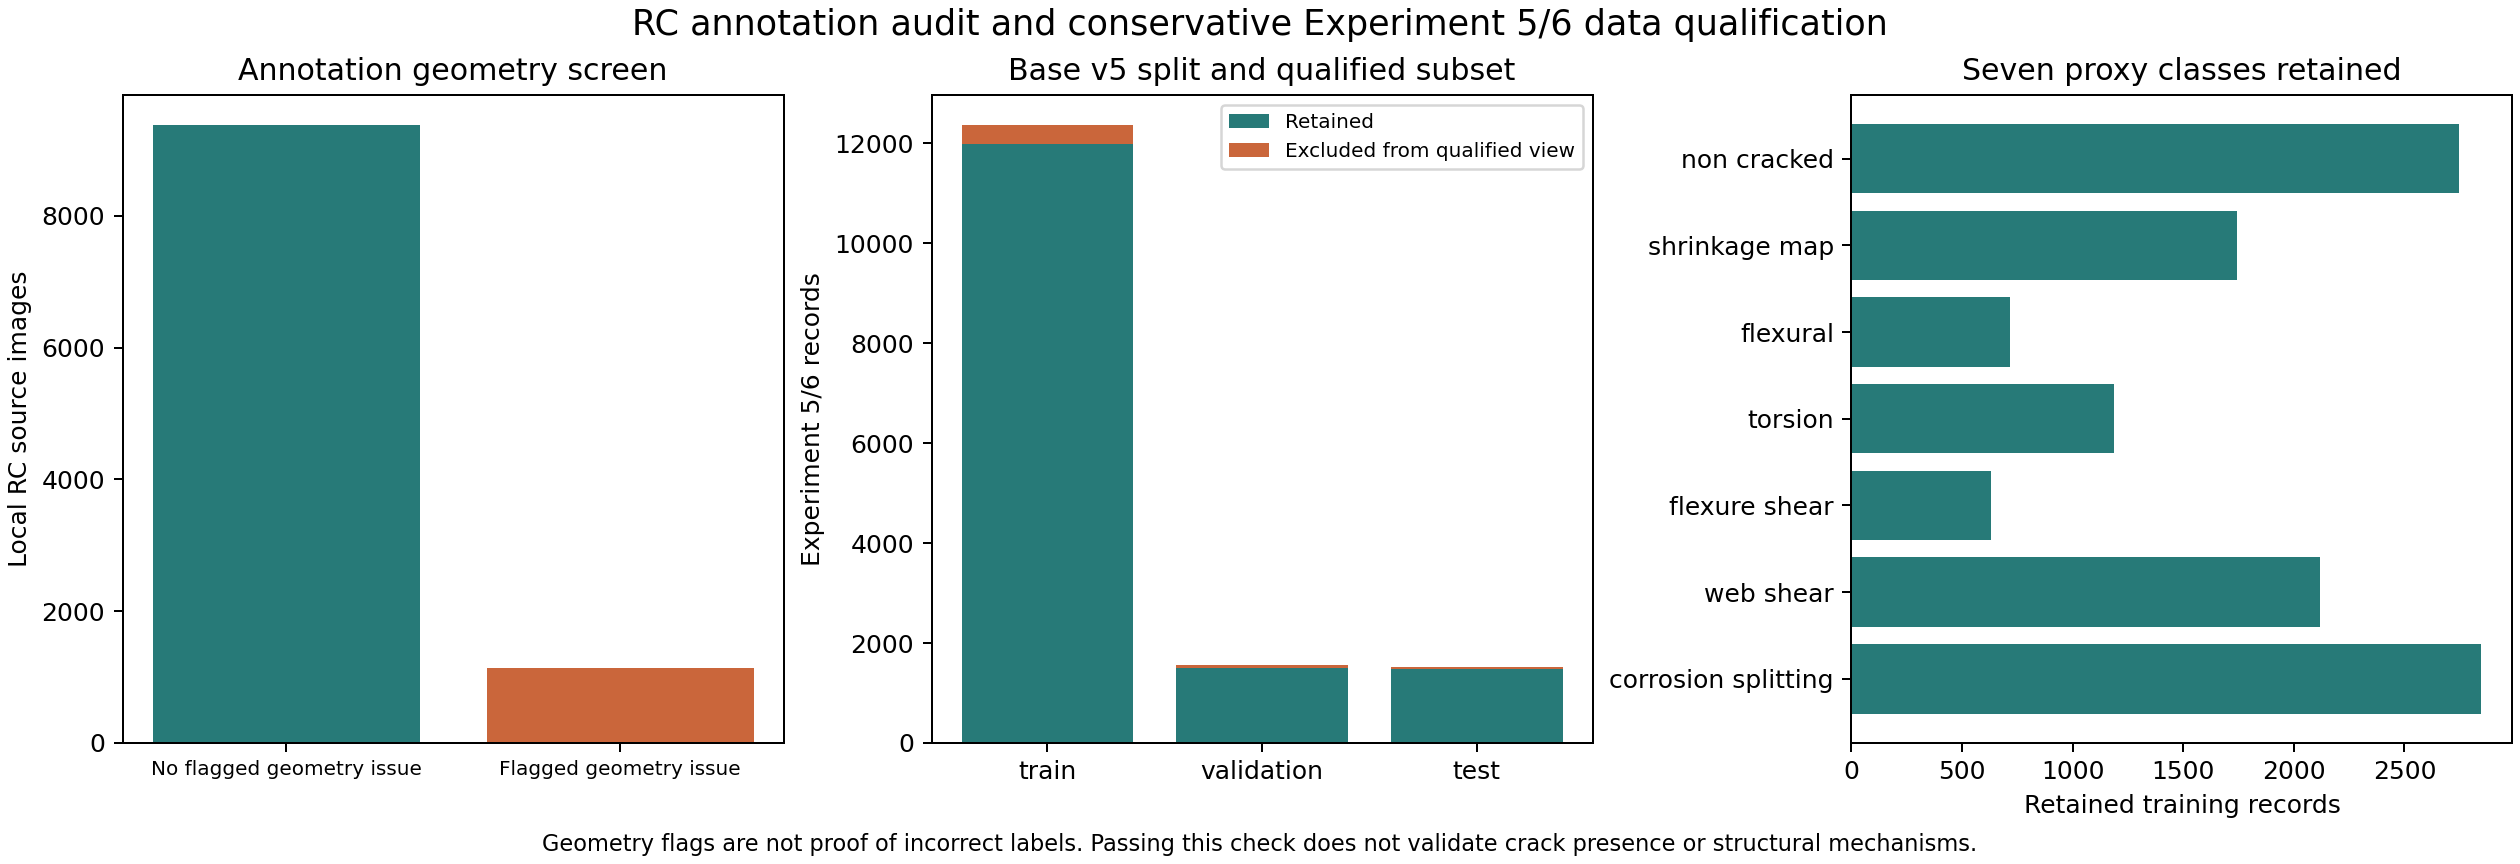 RC annotation audit and conservative Experiment 5/6 data qualification
Annotation geometry screen
Local RC source images
8000
6000
4000
2000
0
No flagged geometry issue
Flagged geometry issue
Base v5 split and qualified subset
Experiment 5/6 records
12000
10000
8000
6000
4000
2000
0
Retained
Excluded from qualified view
train
validation
test
Seven proxy classes retained
non cracked
shrinkage map
flexural
torsion
flexure shear
web shear
corrosion splitting
0
500
1000
1500
2000
2500
Retained training records
Geometry flags are not proof of incorrect labels. Passing this check does not validate crack presence or structural mechanisms.